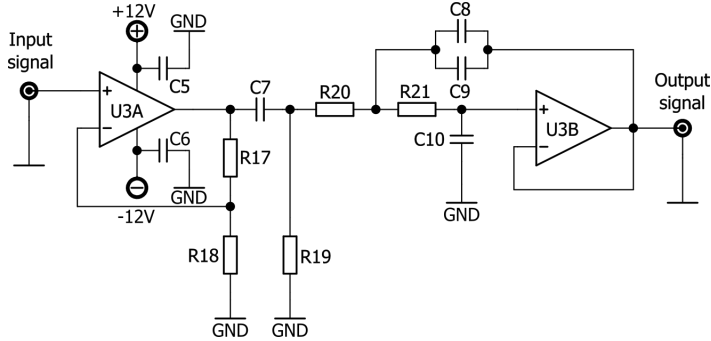 +12V
GND
C8
Input
signal
C5
C7
R20
R21
C9
Output
signal
+
U3A
−
+
U3B
−
C6
R17
C10
GND
-12V
GND
R18
R19
GND
GND